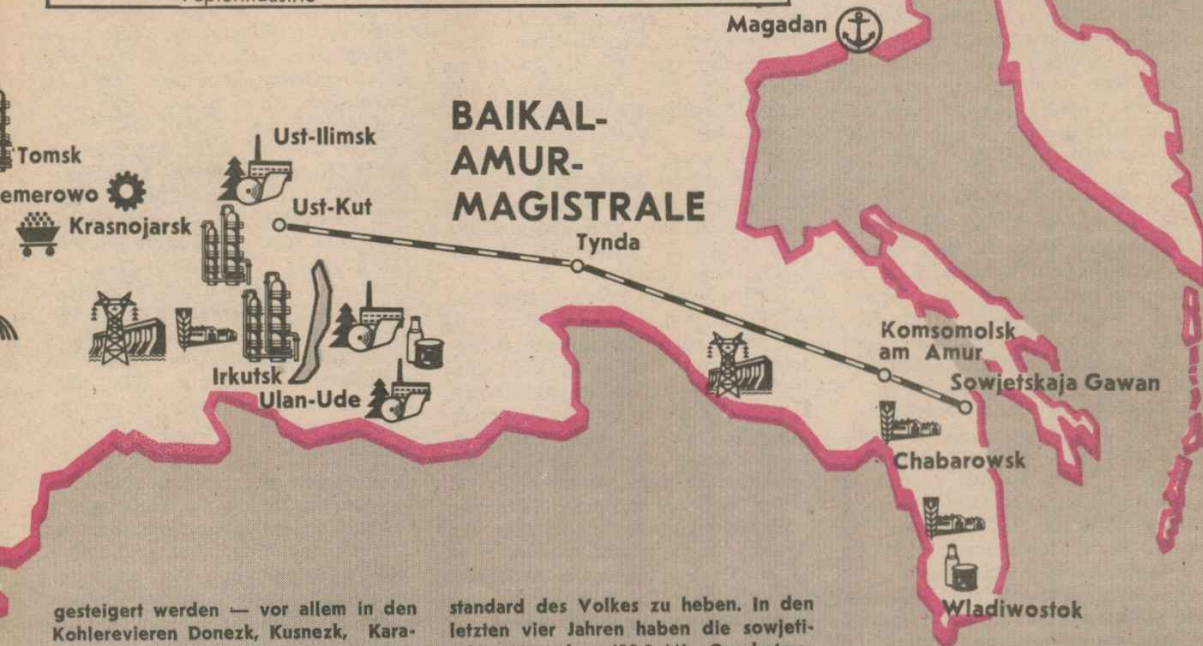 Magadan
BAIKAL-
AMUR-
MAGISTRALE
Ust-Ilimsk
Tomsk
emerowo
Krasnojarsk
Ust-Kut
Tynda
Komsomolsk
am Amur
Sowjetskaja Gawan
Irkutsk
Ulan-Ude
Chabarowsk
Wladiwostok
gesteigert werden — vor allem in den
Kohlerevieren Donezk, Kusnezk, Kara-
standard des Volkes zu heben. In den
letzten vier Jahren haben die sowjeti-